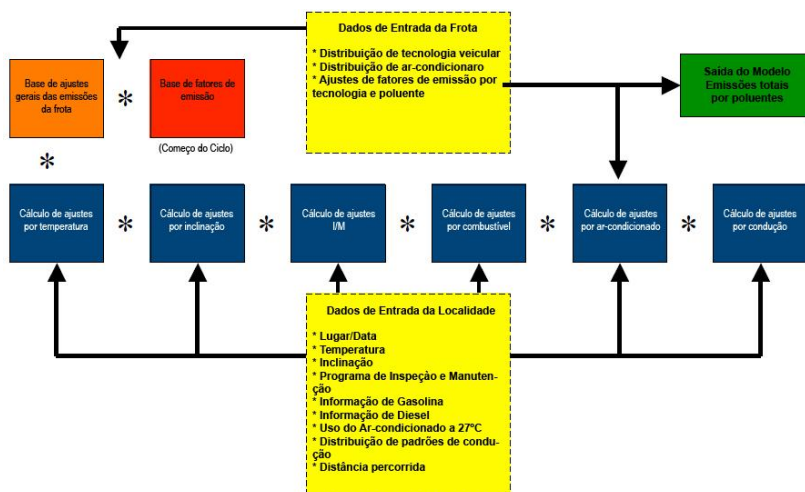 Dados de Entrada da Frota
* Distribuição de tecnologia veicular
* Distribuição de ar-condicionaro
* Ajustes de fatores de emissão por
tecnologia e poluente
Base de ajustes
gerais das emissões
da frota
*
Base de fatores de
emissão
(Começo do Ciclo)
Saída do Modelo
Emissões totais
por poluentes
*
Cálculo de ajustes
por temperatura
*
Cálculo de ajustes
por inclinação
*
Cálculo de ajustes
I/M
*
Cálculo de ajustes
por combustível
*
Cálculo de ajustes
por ar-condicionado
*
Cálculo de ajustes
por condução
Dados de Entrada da Localidade
* Lugar/Data
* Temperatura
* Inclinação
* Programa de Inspeçào e Manuten-
ção
* Informação de Gasolina
* Informação de Diesel
* Uso do Ar-condicionado a 27ºC
* Distribuição de padrões de condu-
ção
* Distância percorrida